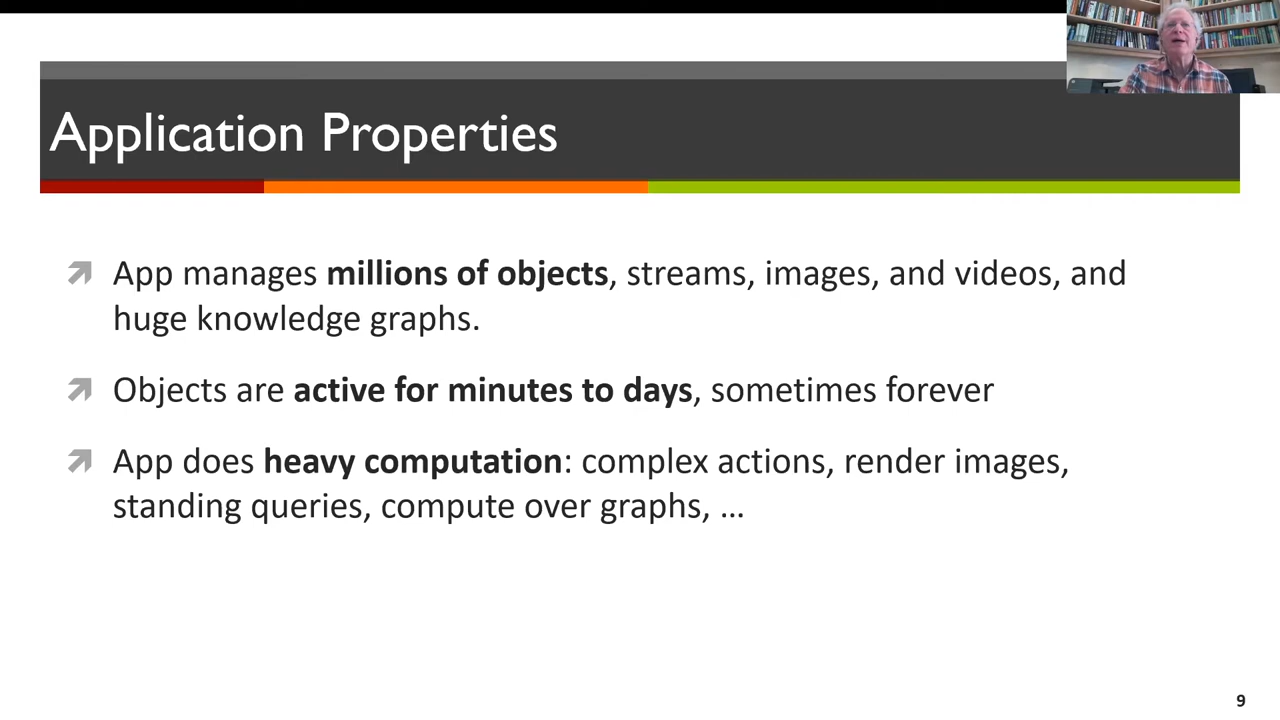 Application Properties
App manages millions of objects, streams, images, and videos, and
huge knowledge graphs.
Objects are active for minutes to days, sometimes forever
App does heavy computation: complex actions, render images,
standing queries, compute over graphs, …
9